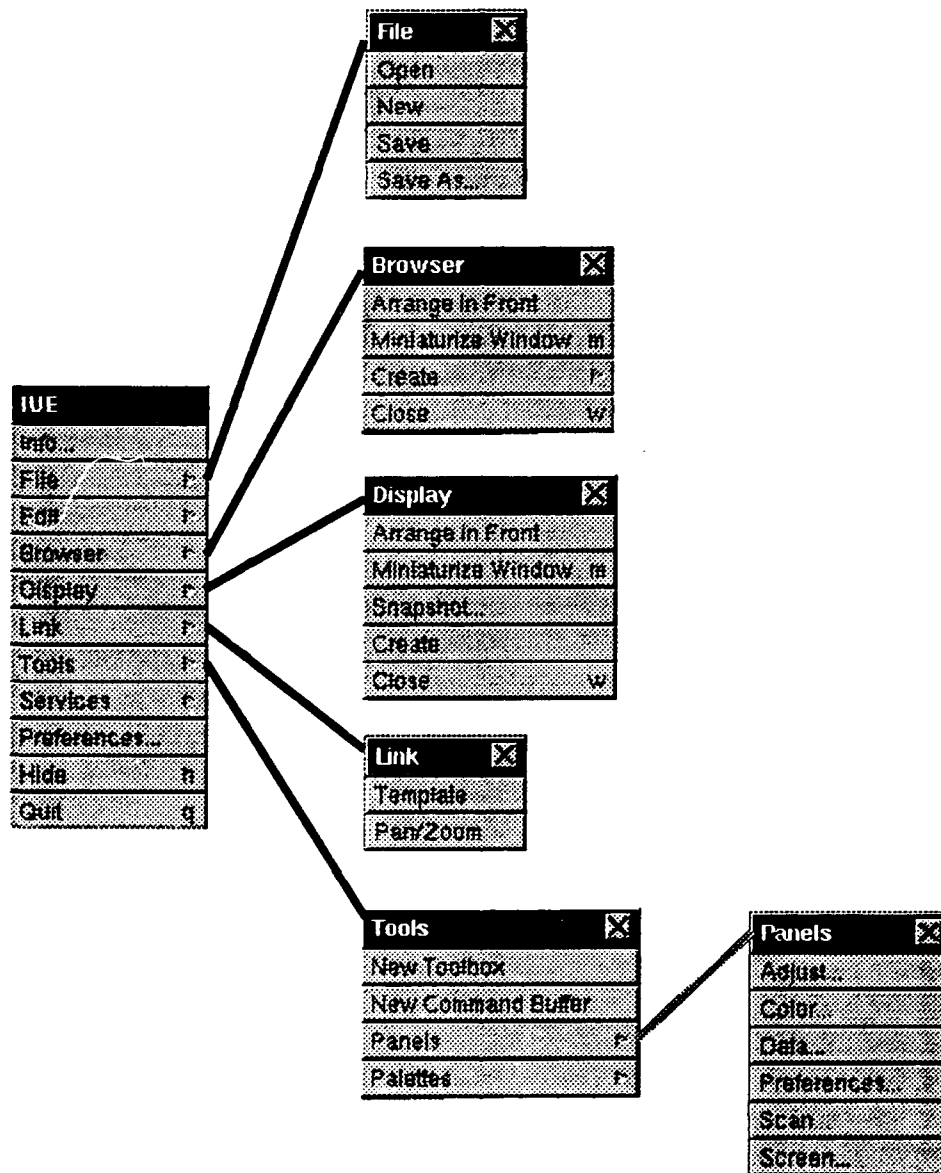 File
Open
New
Save
Save As...
Browser
Arrange in Front
Miniaturize Window m
Create
Close w
IUE
Info...
File
Edit
Browser
Display
Link
Tools
Services
Preferences...
Hide h
Quit q
Display
Arrange in Front
Miniaturize Window m
Snapshot...
Create
Close w
Link
Template
Pan/Zoom
Tools
New Toolbox
New Command Buffer
Panels
Palettes
Panels
Adjust...
Color...
Data...
Preferences...
Scan...
Screen...